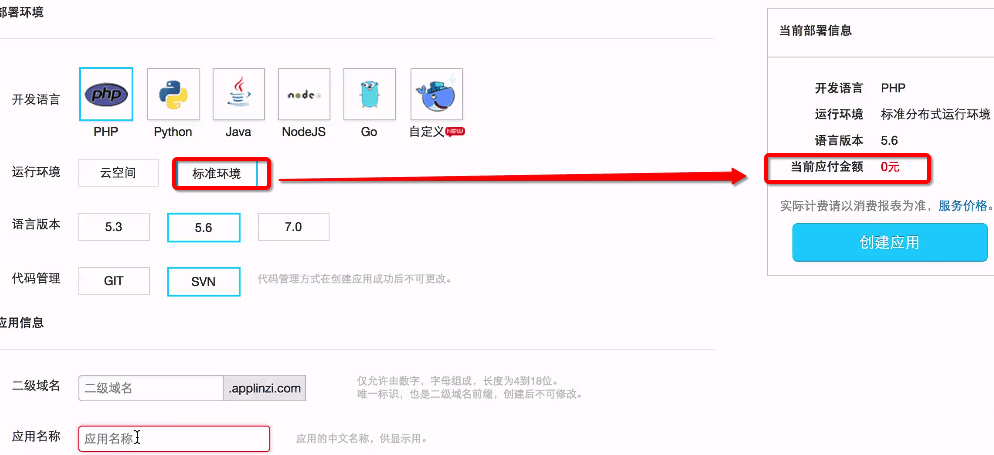 部署环境
当前部署信息
开发语言
php
node
PHP
Python
Java
NodeJS
Go
自定义 NEW
运行环境
云空间
标准环境
语言版本
5.3
5.6
7.0
代码管理
GIT
SVN
代码管理方式在创建应用成功后不可更改。
开发语言 PHP
运行环境 标准分布式运行环境
语言版本 5.6
当前应付金额 0元
实际计费请以消费报表为准，服务价格。
创建应用
应用信息
二级域名
二级域名
.applinzi.com
仅允许由数字，字母组成，长度为4到18位。
唯一标识，也是二级域名前缀，创建后不可修改。
应用名称
应用名称
应用的中文名称，供显示用。